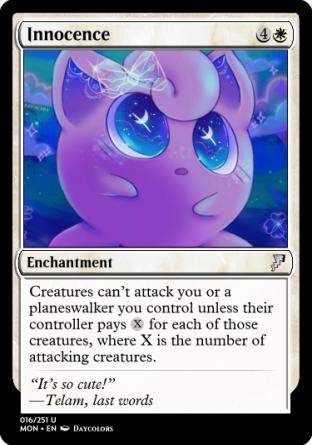 Innocence 4
Enchantment
Creatures can't attack you or a
planeswalker you control unless their
controller pays X for each of those
creatures, where X is the number of
attacking creatures.
"It's so cute!"
—Telam, last words
016/251 U
MON • EN DAYCOLORS